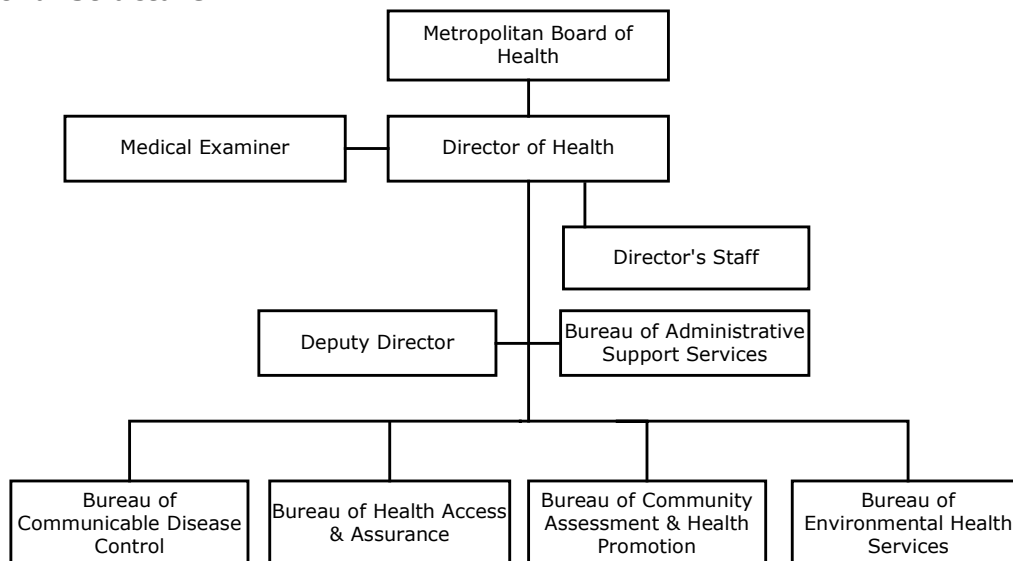 Metropolitan Board of
Health
Medical Examiner
Director of Health
Director's Staff
Deputy Director
Bureau of Administrative
Support Services
Bureau of
Communicable Disease
Control
Bureau of Health Access
& Assurance
Bureau of Community
Assessment & Health
Promotion
Bureau of
Environmental Health
Services